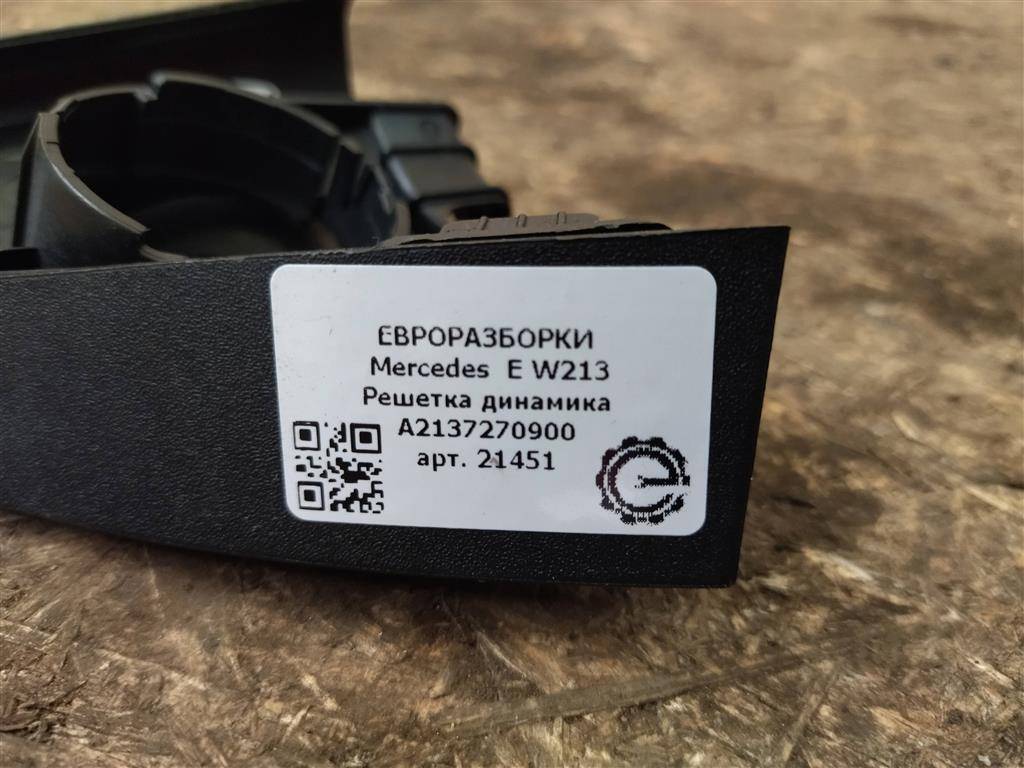 ЕВРОРАЗБОРКИ
Mercedes E W213
Решетка динамика
A2137270900
арт. 21451